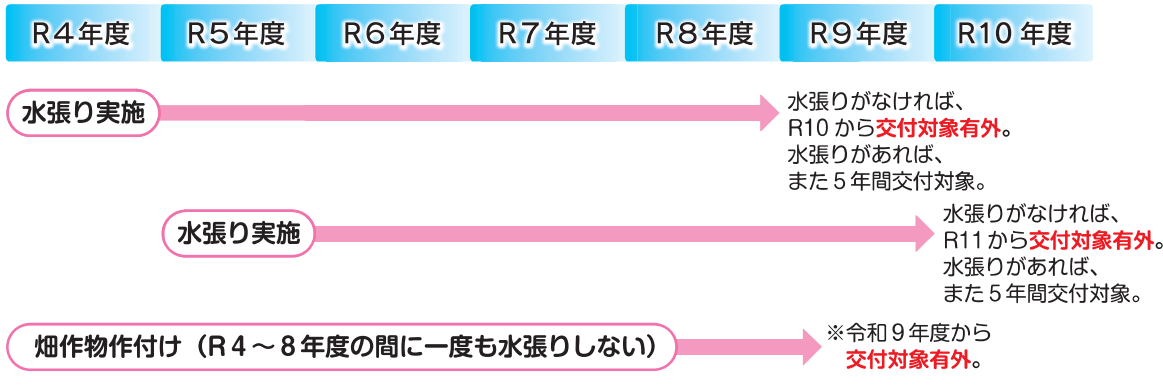 R4年度 R5年度 R6年度 R7年度 R8年度 R9年度 R10年度
水張り実施
水張りがなければ、
R10から交付対象有外。
水張りがあれば、
また5年間交付対象。
水張り実施
水張りがなければ、
R11から交付対象有外。
水張りがあれば、
また5年間交付対象。
畑作物作付け（R4～8年度の間に一度も水張りしない）
※令和9年度から
交付対象有外。